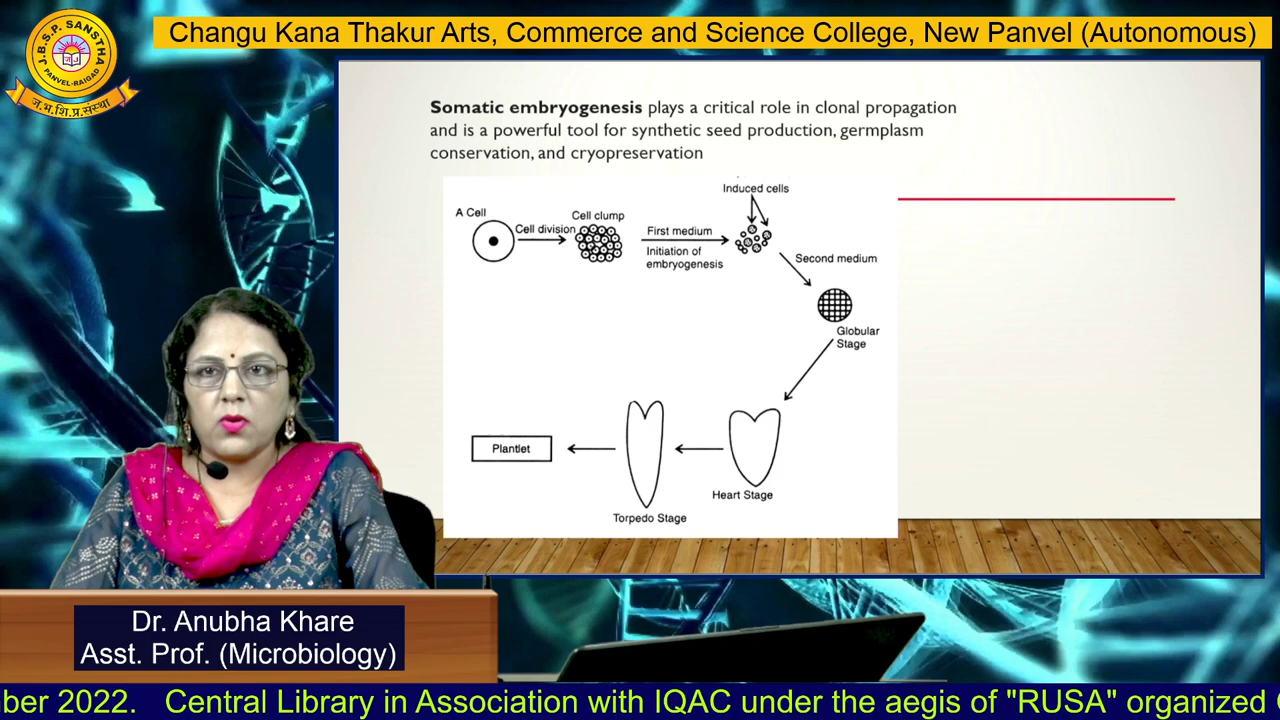 J.B.S.P. SANSTHA
PANVEL-RAIGAD
ज.भ.शि.प्र.संस्था
Changu Kana Thakur Arts, Commerce and Science College, New Panvel (Autonomous)
Somatic embryogenesis plays a critical role in clonal propagation
and is a powerful tool for synthetic seed production, germplasm
conservation, and cryopreservation
Induced cells
A Cell
Cell division
Cell clump
First medium
Initiation of
embryogenesis
Second medium
Globular
Stage
Heart Stage
Torpedo Stage
Plantlet
Dr. Anubha Khare
Asst. Prof. (Microbiology)
ber 2022. Central Library in Association with IQAC under the aegis of "RUSA" organized